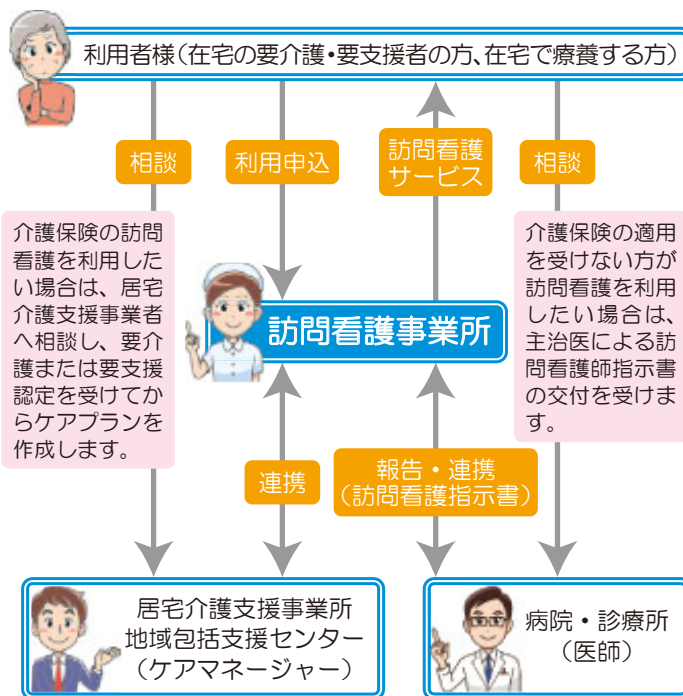 利用者様（在宅の要介護・要支援者の方、在宅で療養する方）
相談
利用申込
訪問看護
サービス
相談
介護保険の訪問
看護を利用した
い場合は、居宅
介護支援事業者
へ相談し、要介
護または要支援
認定を受けてか
らケアプランを
作成します。
介護保険の適用
を受けない方が
訪問看護を利用
したい場合は、
主治医による訪
問看護師指示書
の交付を受けま
す。
訪問看護事業所
連携
報告・連携
（訪問看護指示書）
居宅介護支援事業所
地域包括支援センター
（ケアマネージャー）
病院・診療所
（医師）